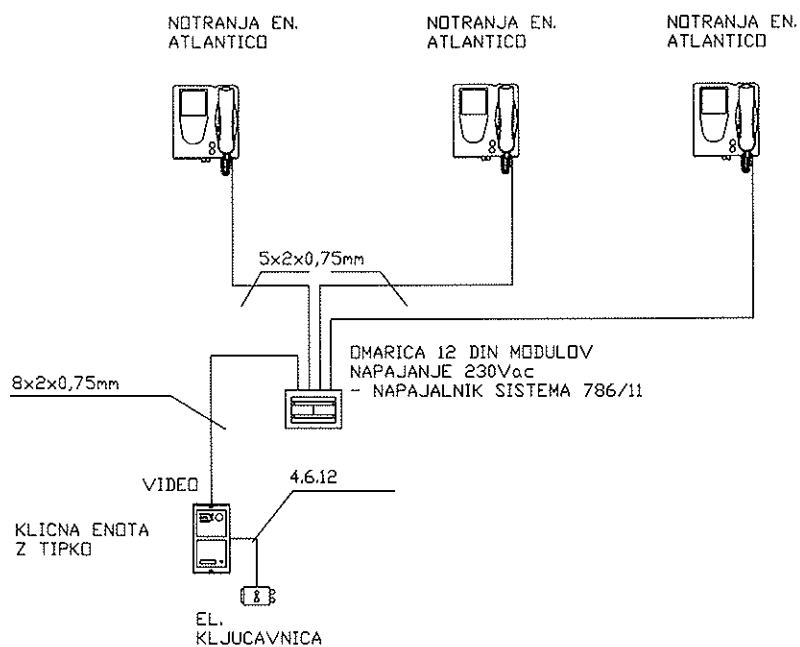 NOTRANJA EN.
ATLANTICO
NOTRANJA EN.
ATLANTICO
NOTRANJA EN.
ATLANTICO
5x2x0,75mm
OMARICA 12 DIN MODULOV
NAPAJANJE 230Vac
- NAPAJALNIK SISTEMA 786/11
8x2x0,75mm
VIDEO
4.6.12
KLICNA ENOTA
Z TIPKO
EL.
KLJUCAVNICA